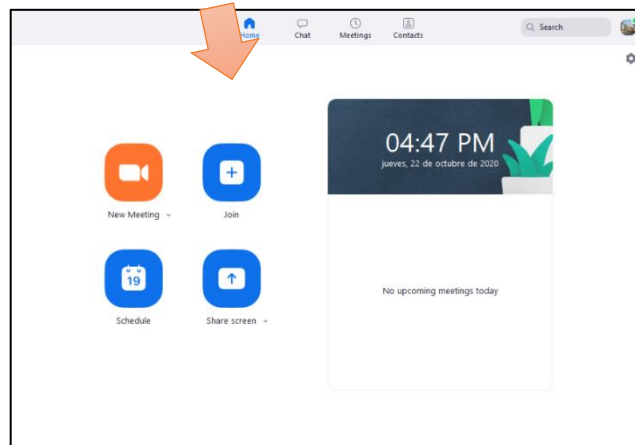 Home Chat Meetings Contacts Search
04:47 PM
jueves, 22 de octubre de 2020
New Meeting Join
19
Schedule Share screen
No upcoming meetings today